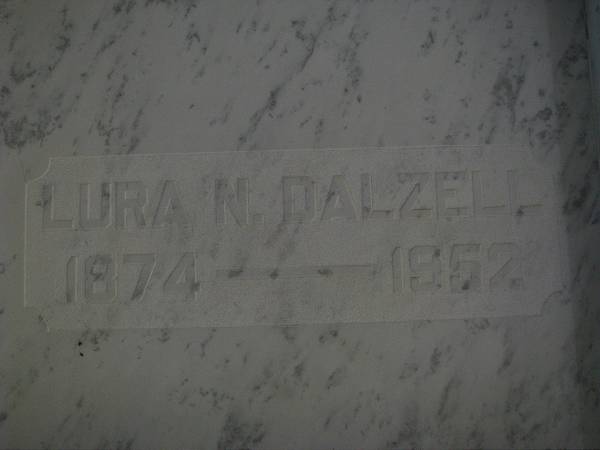 LURA N. DALZELL
1874 — 1952